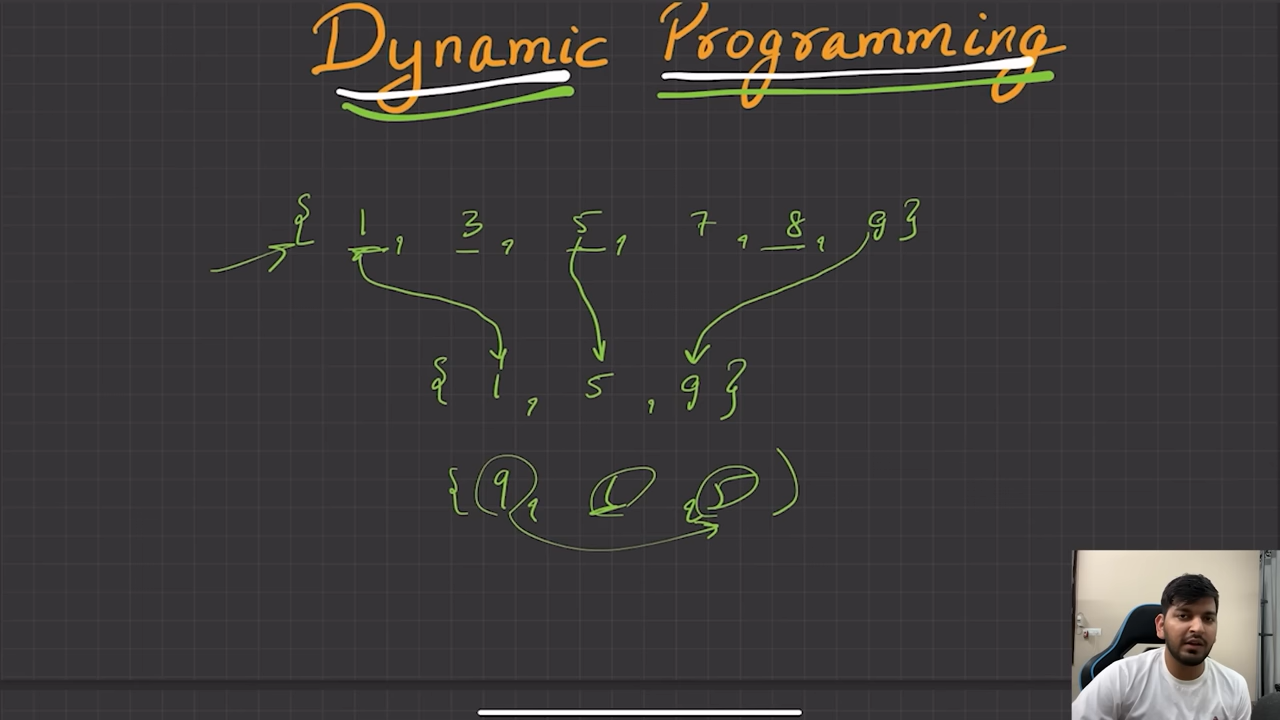 Dynamic Programming
{ 1, 3, 5, 7, 8, 9 }
{ 1, 5, 9 }
{ 9, 1, 5 )